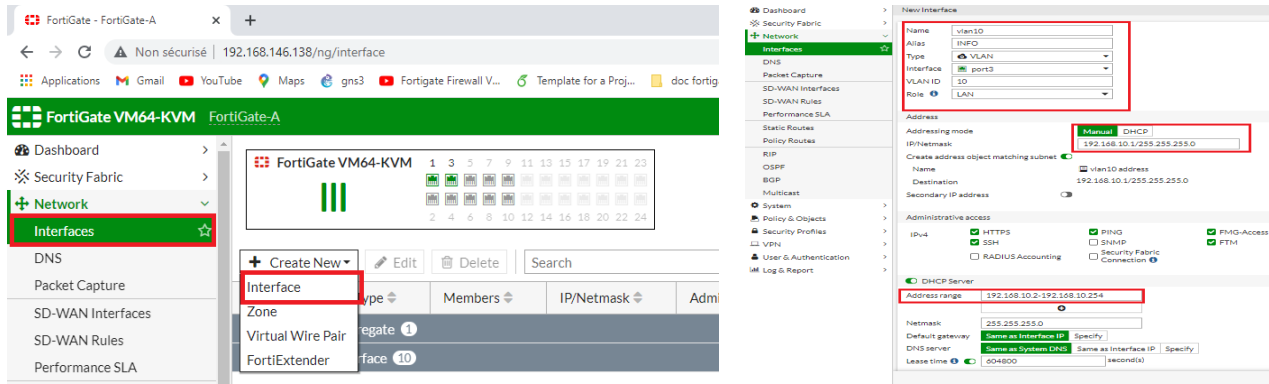 FortiGate - FortiGate-A
Non sécurisé | 192.168.146.138/ng/interface
Applications Gmail YouTube Maps gns3 Fortigate Firewall V... Template for a Proj... doc fortig
FortiGate VM64-KVM FortiGate-A
Dashboard
Security Fabric
Network
Interfaces
DNS
Packet Capture
SD-WAN Interfaces
SD-WAN Rules
Performance SLA
FortiGate VM64-KVM 1 3 5 7 9 11 13 15 17 19 21 23
2 4 6 8 10 12 14 16 18 20 22 24
Create New Edit Delete Search
Interface
Zone
Virtual Wire Pair
FortiExtender
ype Members IP/Netmask Admi
regate 1
rface 10
Dashboard
Security Fabric
Network
Interfaces
DNS
Packet Capture
SD-WAN Interfaces
SD-WAN Rules
Performance SLA
Static Routes
Policy Routes
RIP
OSPF
BGP
Multicast
System
Policy & Objects
Security Profiles
VPN
User & Authentication
Log & Report
New Interface
Name vlan10
Alias INFO
Type VLAN
Interface port3
VLAN ID 10
Role LAN
Address
Addressing mode Manual DHCP
IP/Netmask 192.168.10.1/255.255.255.0
Create address object matching subnet
Name vlan10 address
Destination 192.168.10.1/255.255.255.0
Secondary IP address
Administrative access
IPv4 HTTPS PING FMG-Access
SSH SNMP FTM
RADIUS Accounting Security Fabric
Connection
DHCP Server
Address range 192.168.10.2-192.168.10.254
Netmask 255.255.255.0
Default gateway Same as Interface IP Specify
DNS server Same as System DNS Same as Interface IP Specify
Lease time 604800 second(s)